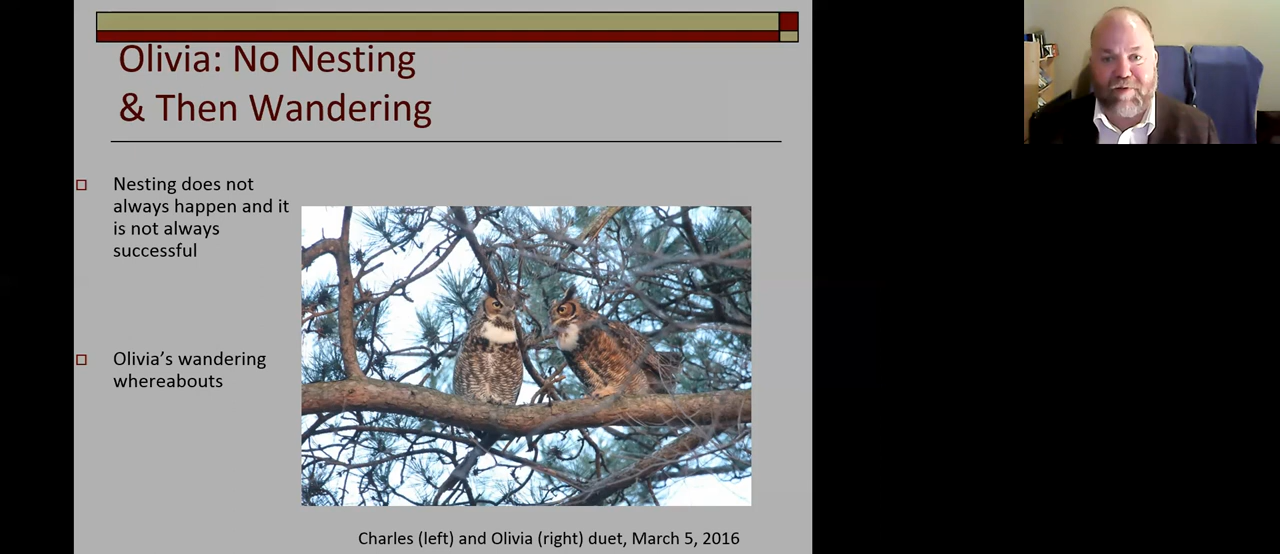 Olivia: No Nesting
& Then Wandering
Nesting does not
always happen and it
is not always
successful
Olivia’s wandering
whereabouts
Charles (left) and Olivia (right) duet, March 5, 2016